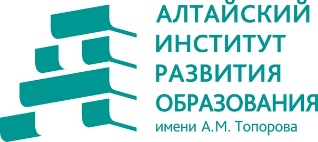 АЛТАЙСКИЙ
ИНСТИТУТ
РАЗВИТИЯ
ОБРАЗОВАНИЯ
имени А.М. Топорова